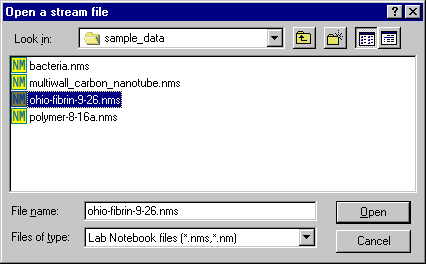 Open a stream file
Look in: sample_data
NM bacteria.nms
NM multiwall_carbon_nanotube.nms
NM ohio-fibrin-9-26.nms
NM polymer-8-16a.nms
File name: ohio-fibrin-9-26.nms Open
Files of type: Lab Notebook files (*.nms,*.nm) Cancel